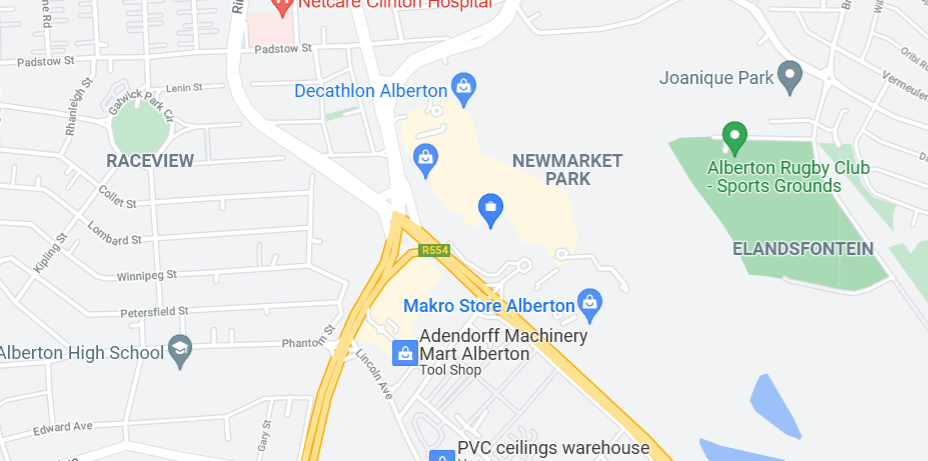 Netcare Clinton Hospital
Padstow St
Padstow St
Joanique Park
Decathlon Alberton
Lenin St
Gatwick Park Cir
Rhanleigh St
Oribi
Vermeulen
RACEVIEW
NEWMARKET
PARK
Alberton Rugby Club
- Sports Grounds
Collet St
Lombard St
Kipling St
R554
ELANDSFONTEIN
Winnipeg St
Petersfield St
Makro Store Alberton
Phantom St
Alberton High School
Adendorff Machinery
Mart Alberton
Tool Shop
Lincoln Ave
Edward Ave
Gary St
PVC ceilings warehouse